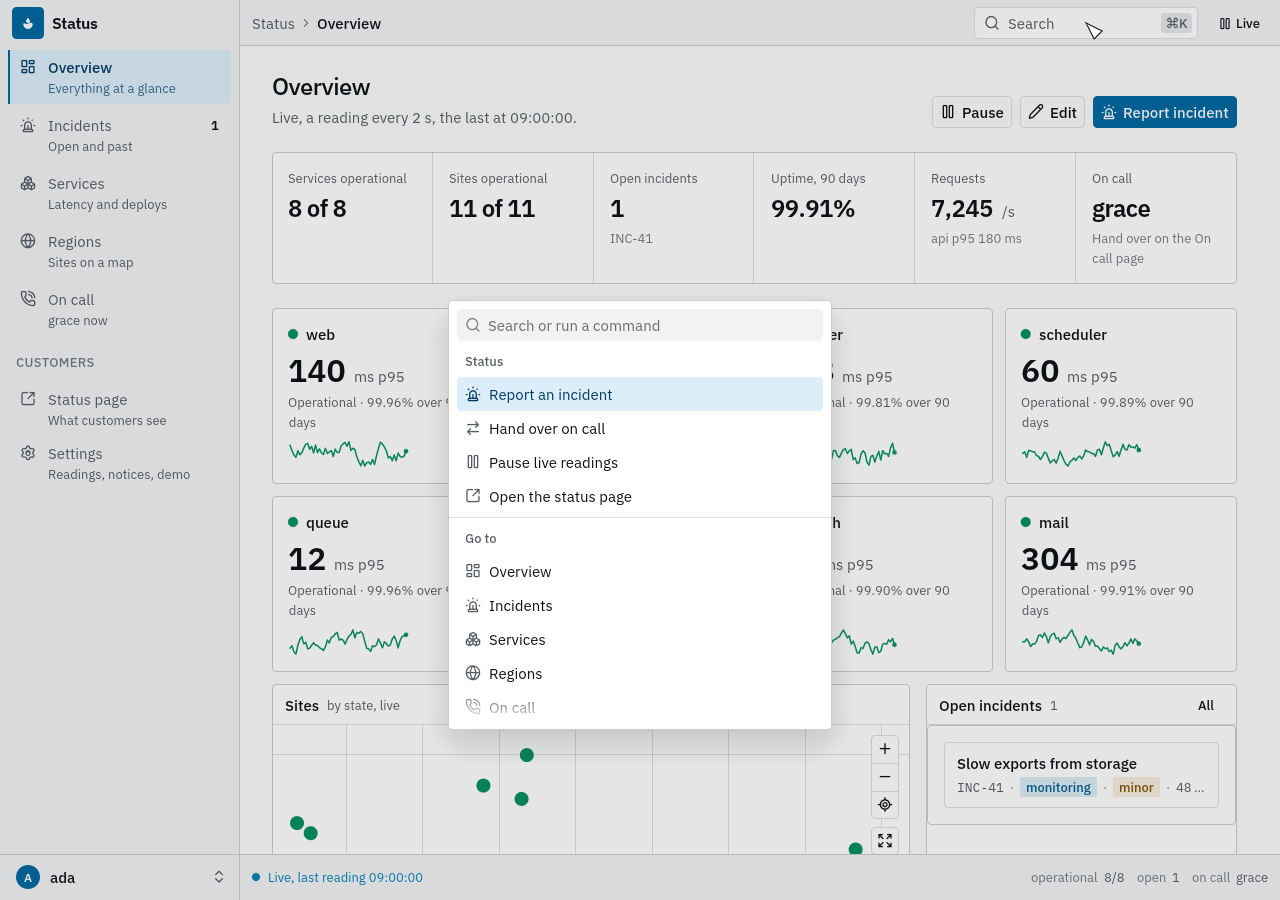 Status
Status
Overview
Search
⌘K
Live
Overview
Everything at a glance
Incidents
1
Open and past
Services
Latency and deploys
Regions
Sites on a map
On call
grace now
CUSTOMERS
Status page
What customers see
Settings
Readings, notices, demo
Overview
Live, a reading every 2 s, the last at 09:00:00.
Pause
Edit
Report incident
Services operational
8 of 8
Sites operational
11 of 11
Open incidents
1
INC-41
Uptime, 90 days
99.91%
Requests
7,245 /s
api p95 180 ms
On call
grace
Hand over on the On
call page
web
140 ms p95
Operational · 99.96% over
days
ms p95
99.81% over 90
scheduler
60 ms p95
Operational · 99.89% over 90
days
queue
12 ms p95
Operational · 99.96% over
days
p95
99.90% over 90
mail
304 ms p95
Operational · 99.91% over 90
days
Search or run a command
Status
Report an incident
Hand over on call
Pause live readings
Open the status page
Go to
Overview
Incidents
Services
Regions
On call
Sites by state, live
Open incidents 1
All
Slow exports from storage
INC-41 · monitoring · minor · 48…
A
ada
Live, last reading 09:00:00
operational 8/8 open 1 on call grace